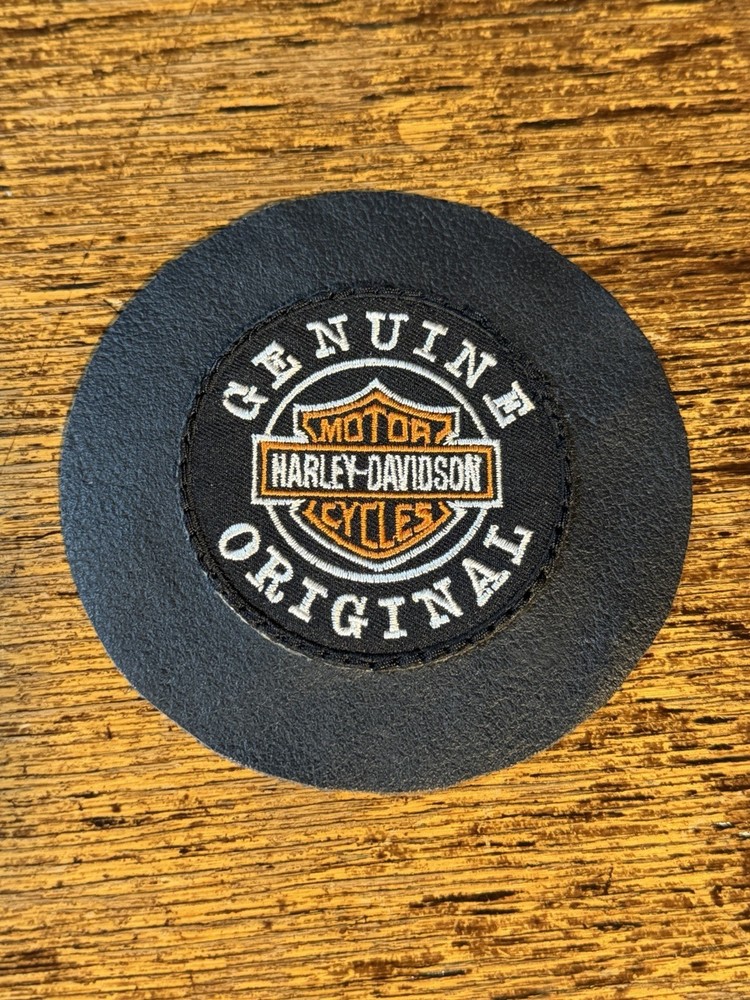 GENUINE
MOTOR
HARLEY-DAVIDSON
CYCLES
ORIGINAL